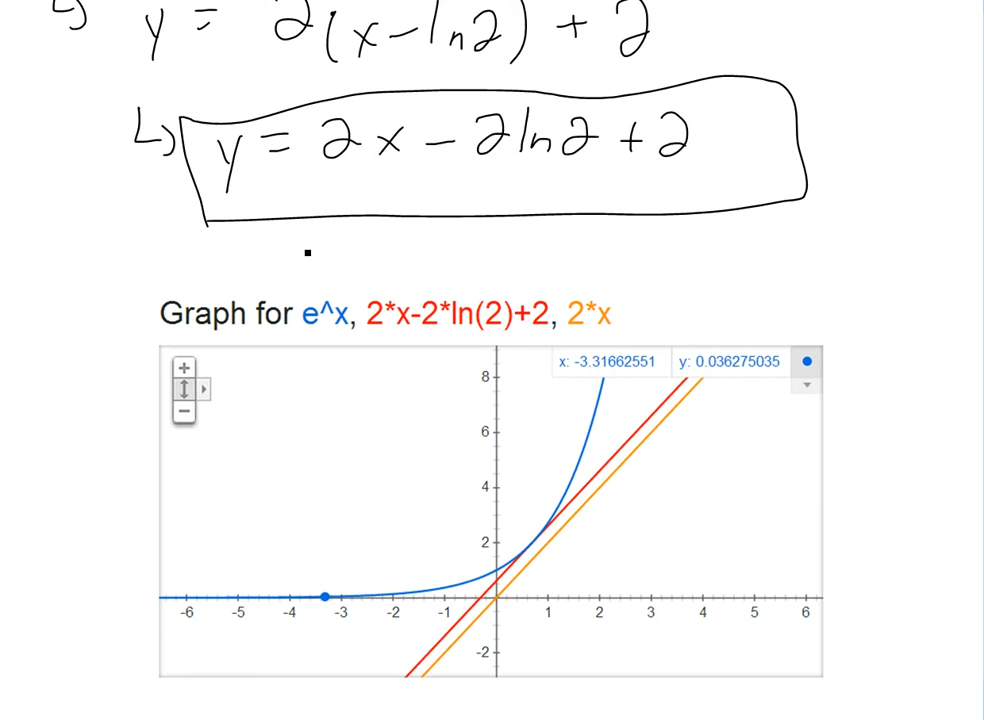 ↳ y = 2(x-ln2) + 2
↳ y = 2x - 2ln2 + 2
Graph for e^x, 2*x-2*ln(2)+2, 2*x
+
−
x: -3.31662551 y: 0.036275035
8
6
4
2
-6 -5 -4 -3 -2 -1 1 2 3 4 5 6
-2